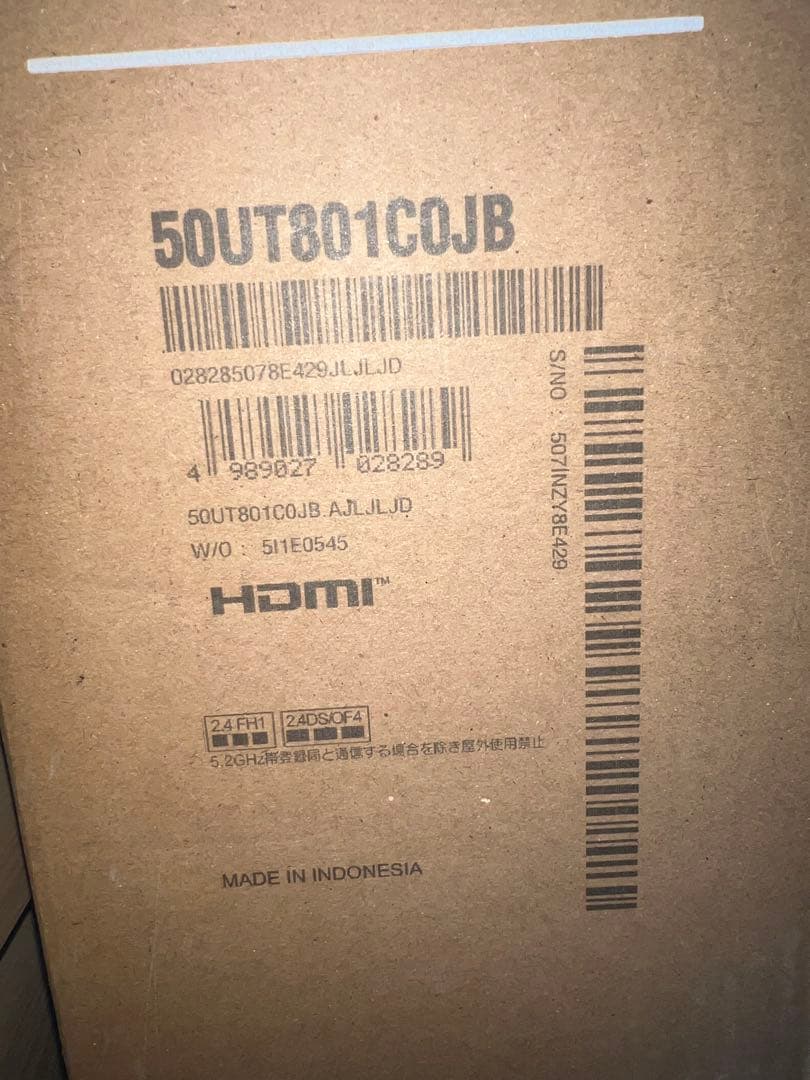 50UT801C0JB
028285078E429JLJLJD
4 989027 028289
50UT801C0JB.AJLJLJD
W/O : 5I1E0545
HDMI™
2.4FH1 2.4DS/OF4
5.2GHz帯登録局と通信する場合を除き屋外使用禁止
MADE IN INDONESIA
S/NO : 507INZY8E429